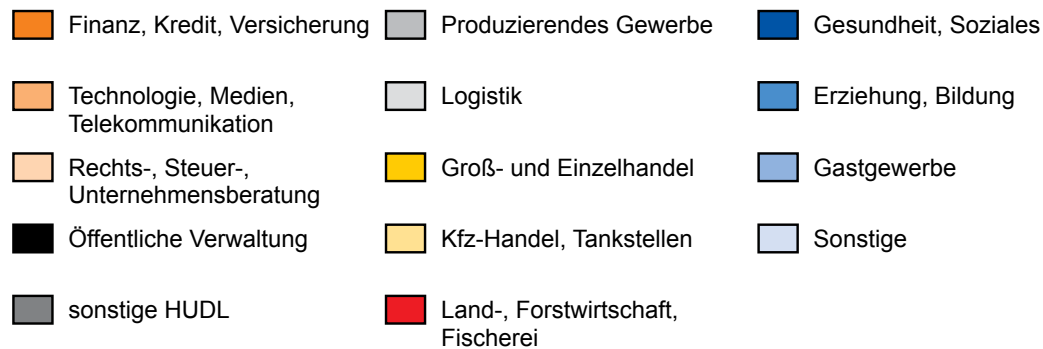 Finanz, Kredit, Versicherung
Technologie, Medien,
Telekommunikation
Rechts-, Steuer-,
Unternehmensberatung
Öffentliche Verwaltung
sonstige HUDL
Produzierendes Gewerbe
Logistik
Groß- und Einzelhandel
Kfz-Handel, Tankstellen
Land-, Forstwirtschaft,
Fischerei
Gesundheit, Soziales
Erziehung, Bildung
Gastgewerbe
Sonstige